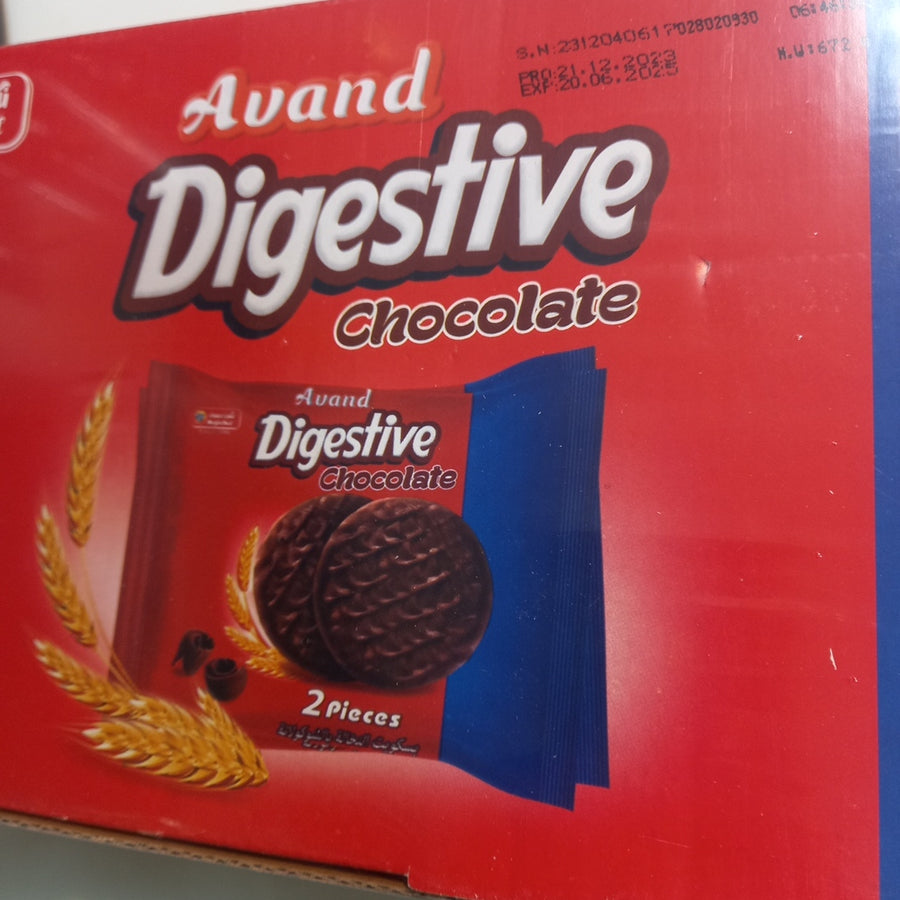 S.N:2312040617028020930
PRO:21.12.2023
EXP:20.06.2025
Avand
Digestive
Chocolate
Avand
Digestive
Chocolate
2 Pieces